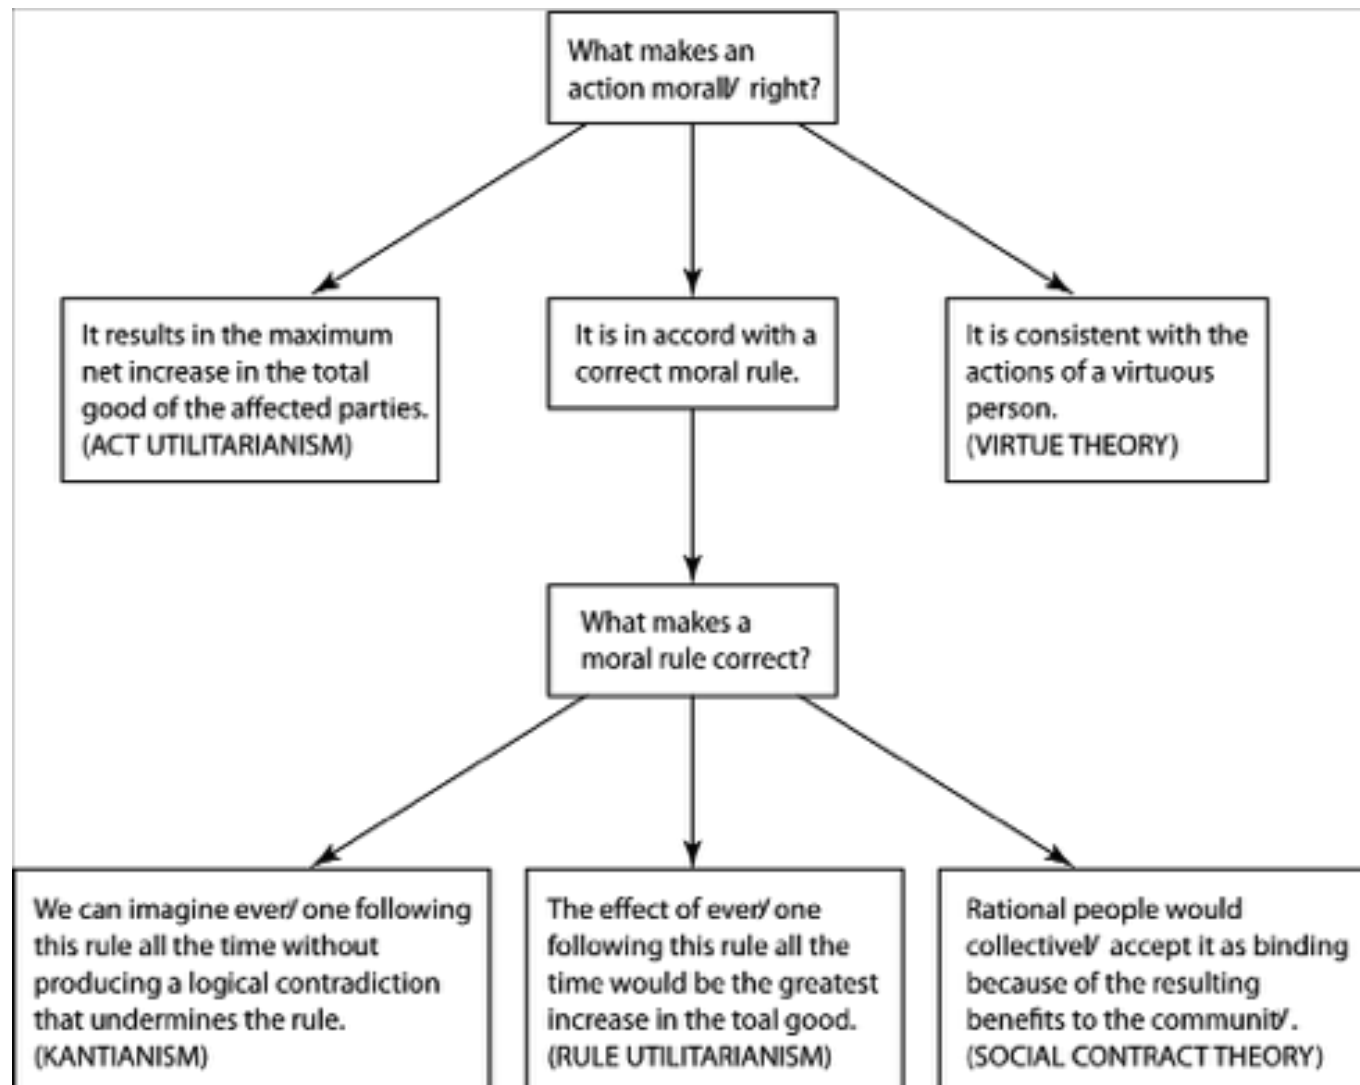 What makes an
action morally right?
It results in the maximum
net increase in the total
good of the affected parties.
(ACT UTILITARIANISM)
It is in accord with a
correct moral rule.
It is consistent with the
actions of a virtuous
person.
(VIRTUE THEORY)
What makes a
moral rule correct?
We can imagine every one following
this rule all the time without
producing a logical contradiction
that undermines the rule.
(KANTIANISM)
The effect of every one
following this rule all the
time would be the greatest
increase in the toal good.
(RULE UTILITARIANISM)
Rational people would
collectively accept it as binding
because of the resulting
benefits to the community.
(SOCIAL CONTRACT THEORY)